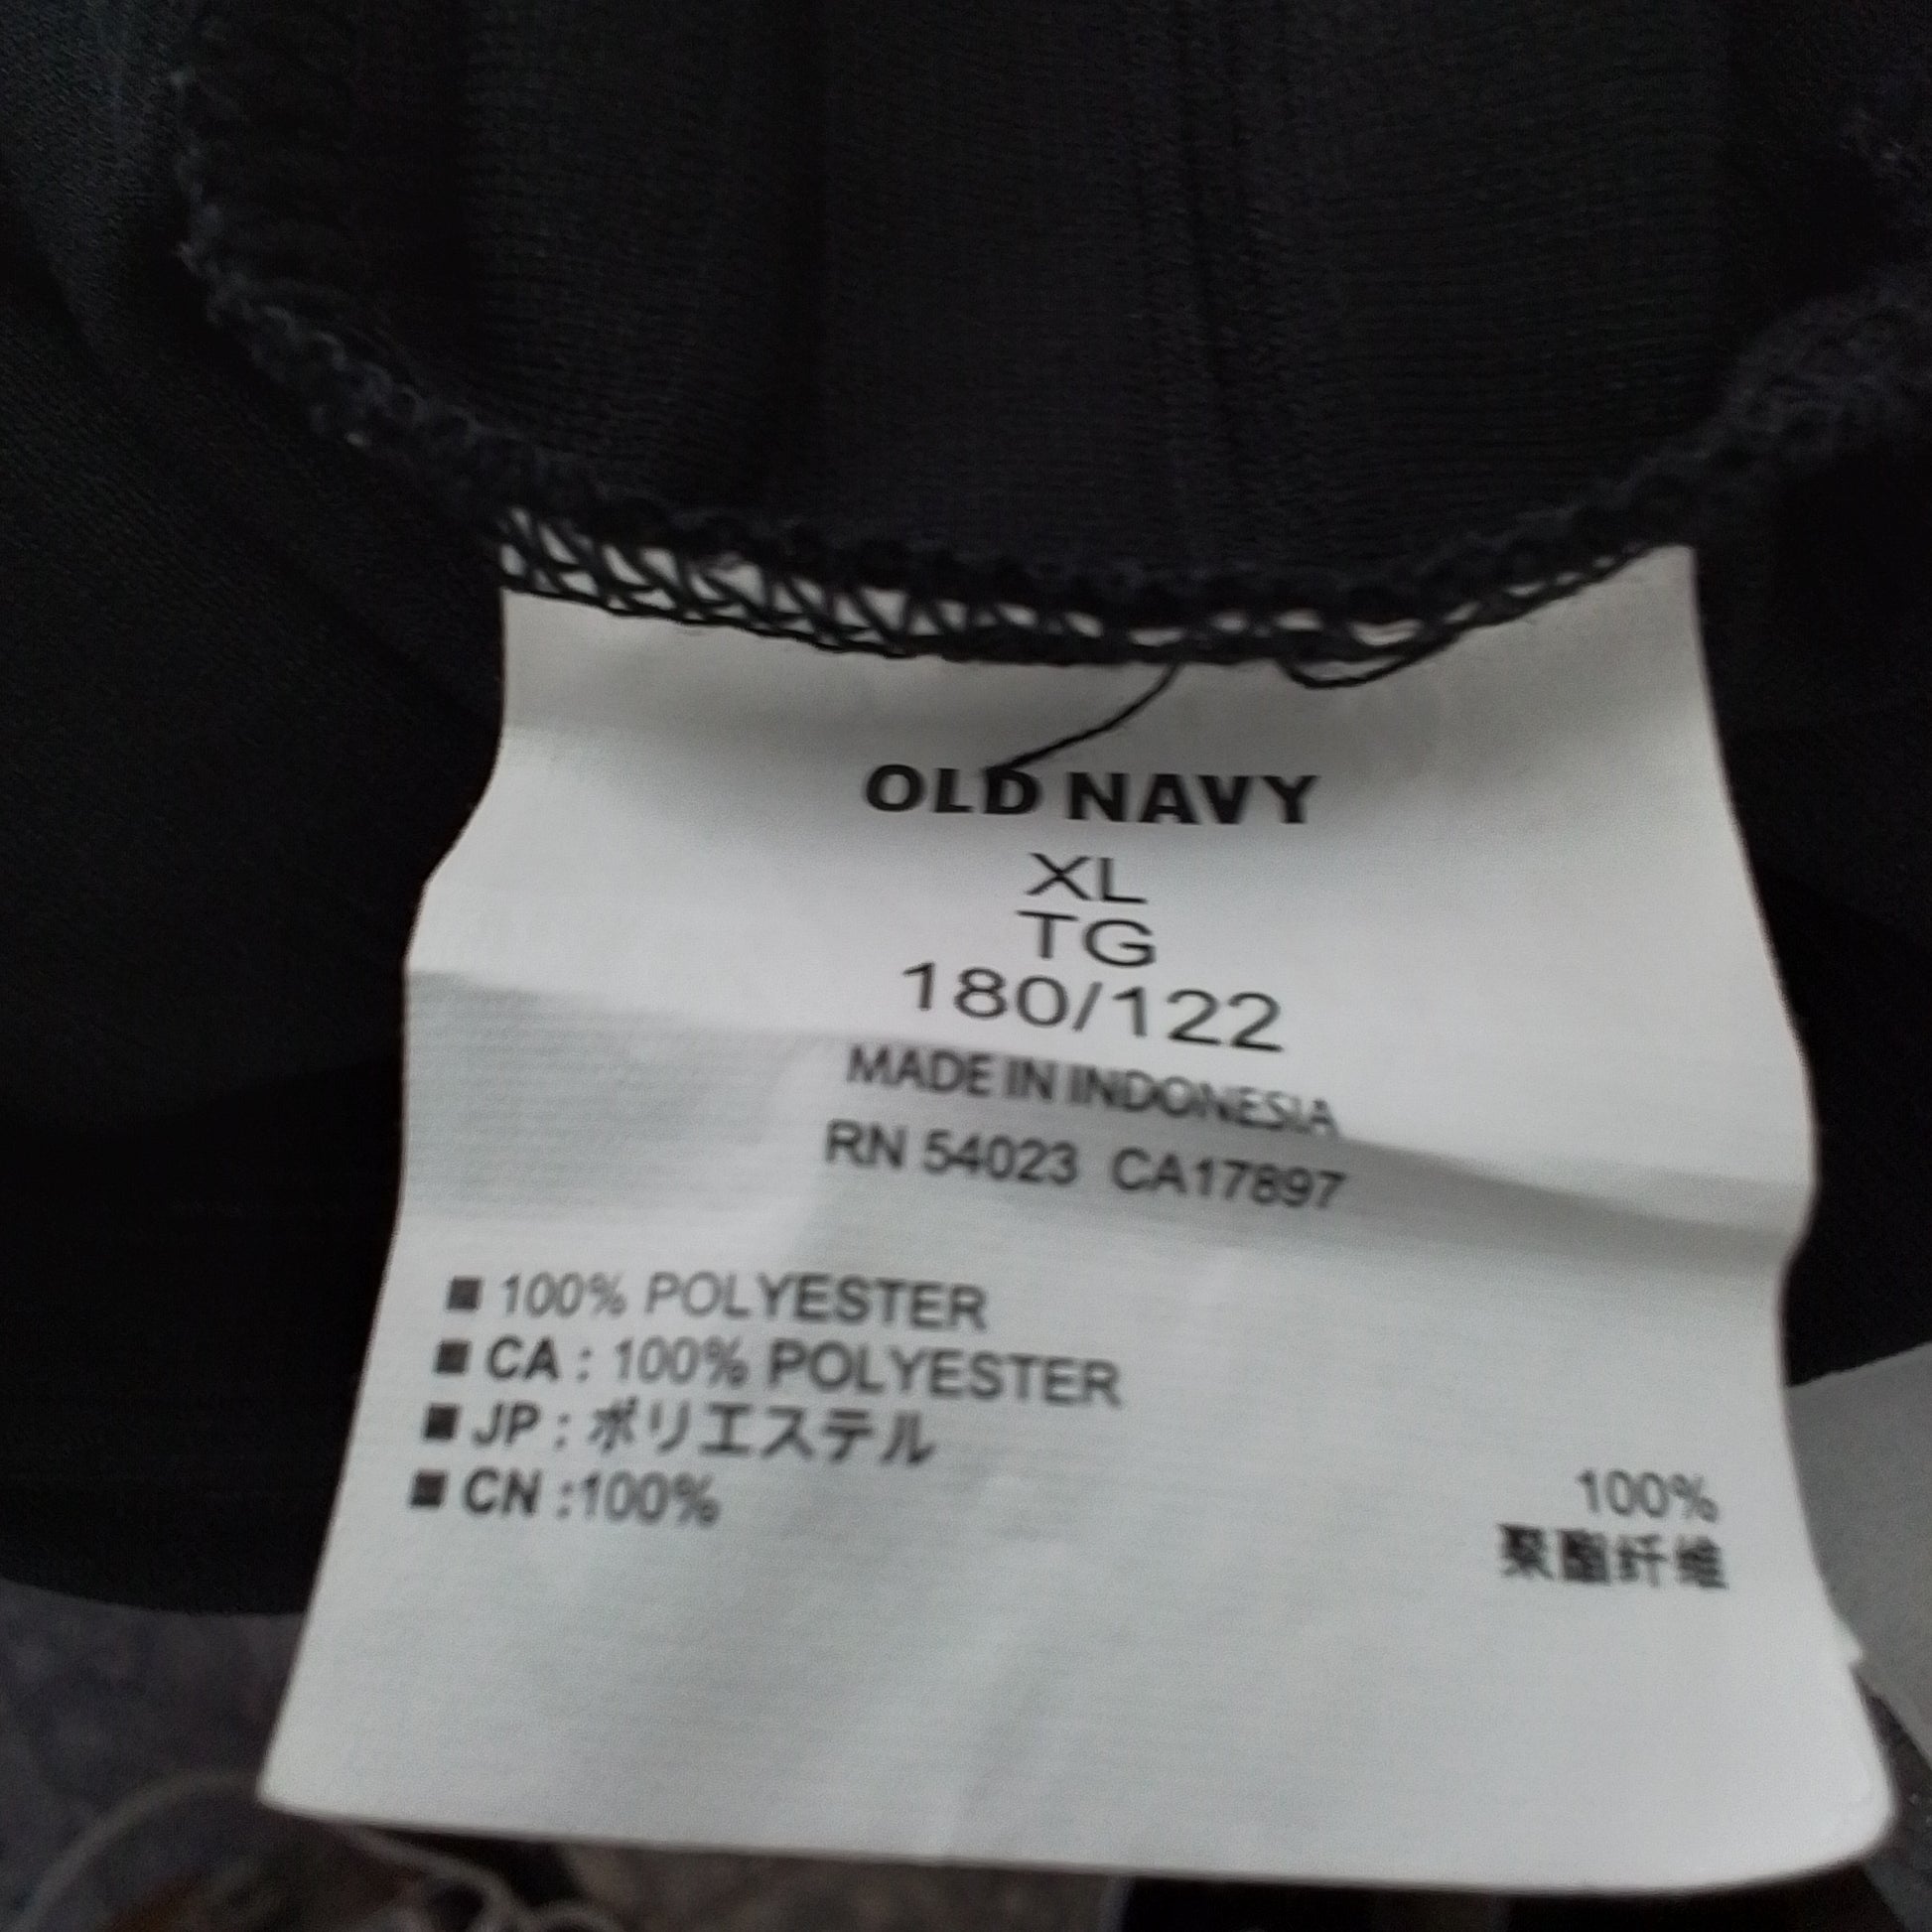 OLD NAVY
XL
TG
180/122
MADE IN INDONESIA
RN 54023 CA17897
■ 100% POLYESTER
■ CA : 100% POLYESTER
■ JP : ポリエステル
■ CN :100%
100%
聚酯纤维